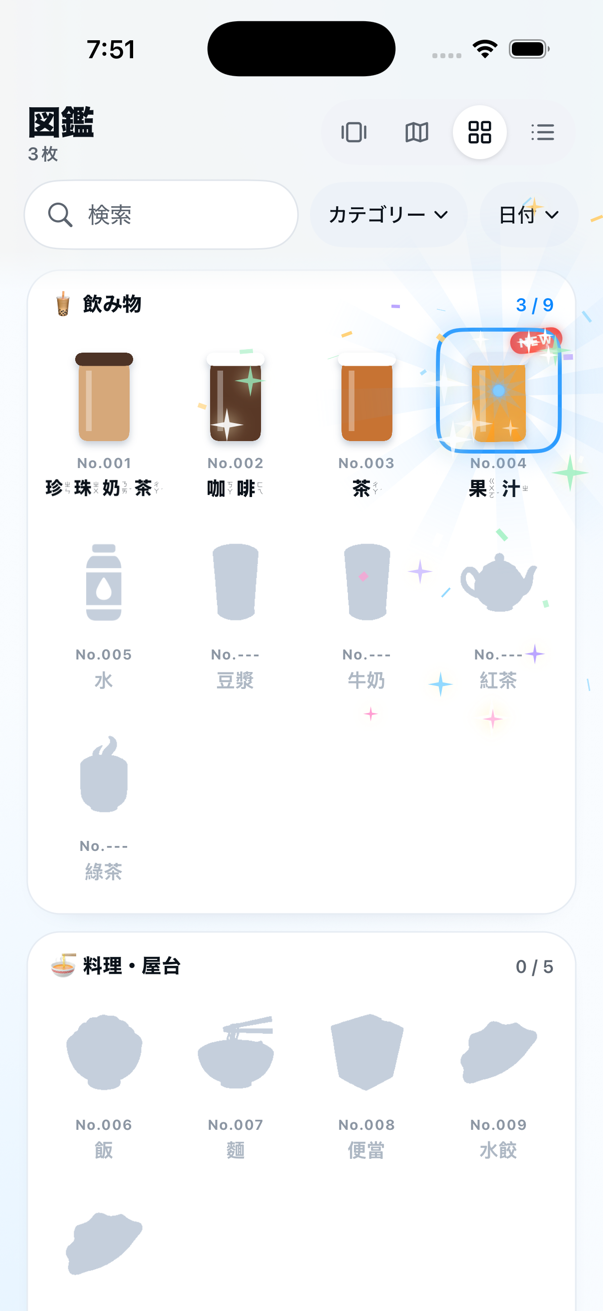 7:51
図鑑
3枚
検索
カテゴリー
日付
飲み物
3 / 9
NEW
No.001
No.002
No.003
No.004
珍珠奶茶
咖啡
茶
果汁
No.005
No.---
No.---
No.---
水
豆漿
牛奶
紅茶
No.---
綠茶
料理・屋台
0 / 5
No.006
No.007
No.008
No.009
飯
麵
便當
水餃